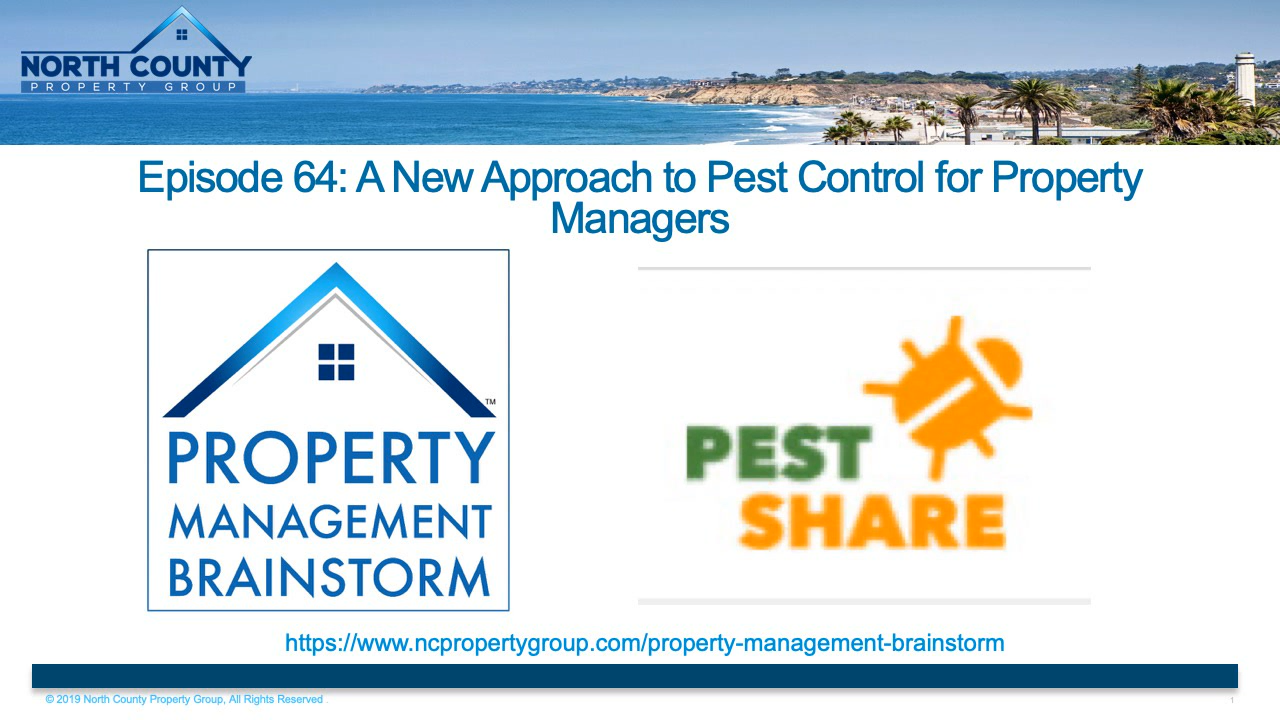 NORTH COUNTY
PROPERTY GROUP
Episode 64: A New Approach to Pest Control for Property
Managers
PROPERTY
MANAGEMENT
BRAINSTORM
TM
PEST
SHARE
https://www.ncpropertygroup.com/property-management-brainstorm
© 2019 North County Property Group, All Rights Reserved
1